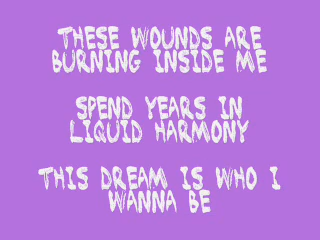 THESE WOUNDS ARE
BURNING INSIDE ME
SPEND YEARS IN
LIQUID HARMONY
THIS DREAM IS WHO I
WANNA BE